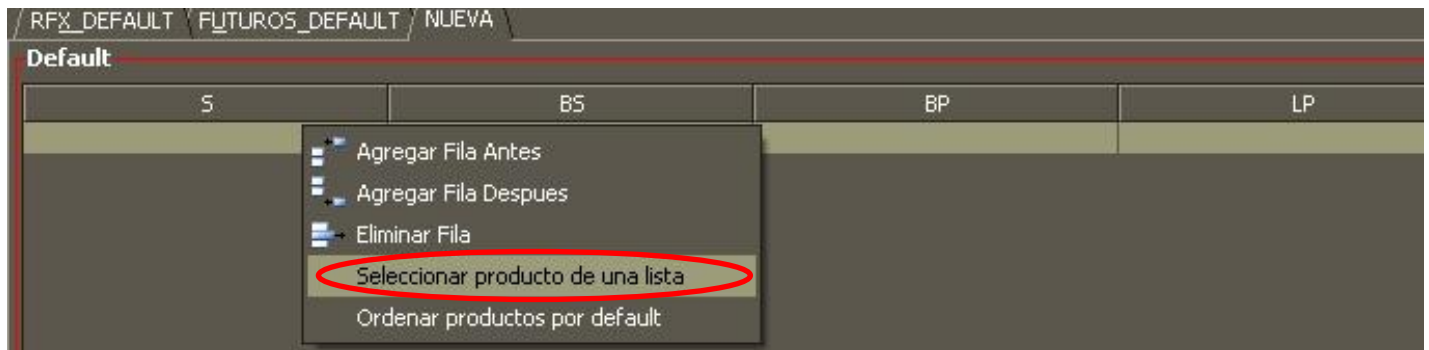 RFX_DEFAULT FUTUROS_DEFAULT NUEVA
Default
S BS BP LP
Agregar Fila Antes
Agregar Fila Despues
Eliminar Fila
Seleccionar producto de una lista
Ordenar productos por default